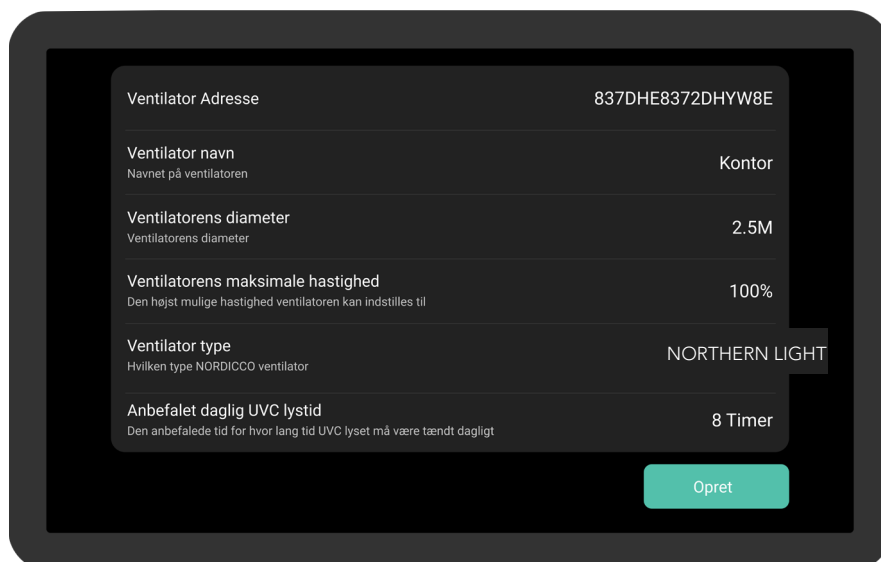 Ventilator Adresse
837DHE8372DHYW8E
Ventilator navn
Navnet på ventilatoren
Kontor
Ventilatorens diameter
Ventilatorens diameter
2.5M
Ventilatorens maksimale hastighed
Den højst mulige hastighed ventilatoren kan indstilles til
100%
Ventilator type
Hvilken type NORDICCO ventilator
NORTHERN LIGHT
Anbefalet daglig UVC lystid
Den anbefalede tid for hvor lang tid UVC lyset må være tændt dagligt
8 Timer
Opret